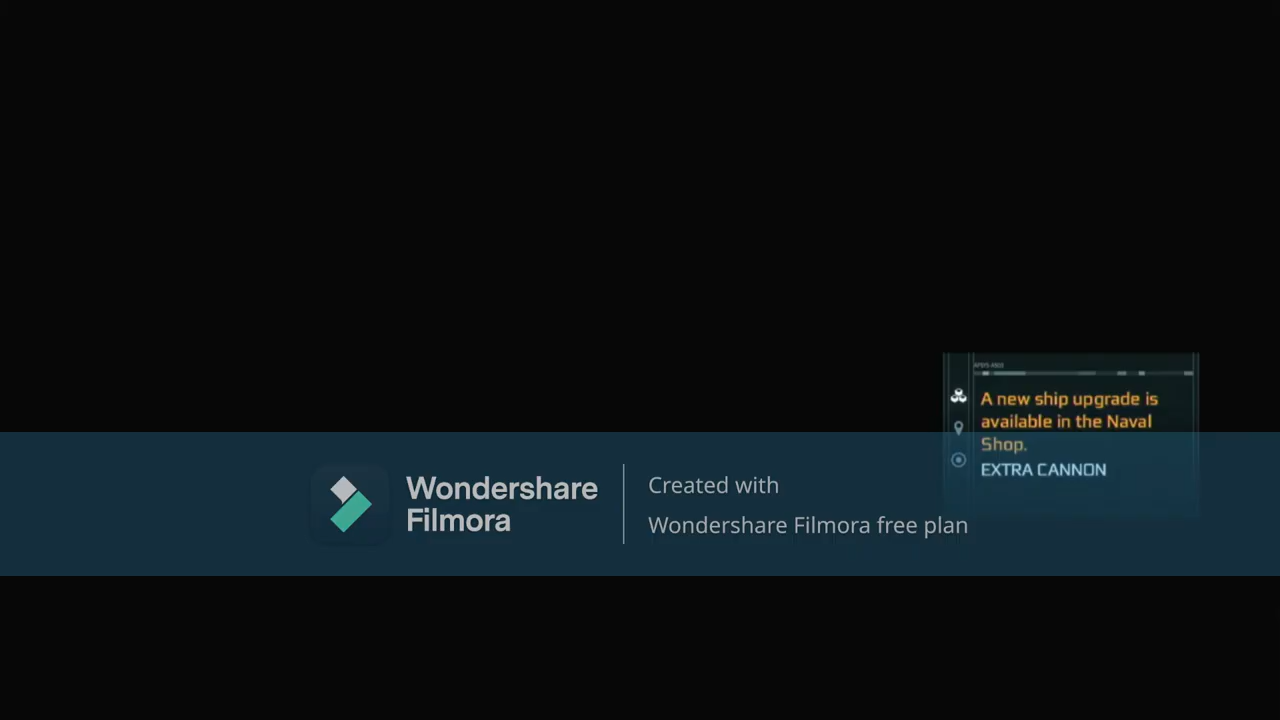 A new ship upgrade is
available in the Naval
Shop.
EXTRA CANNON
Wondershare
Filmora
Created with
Wondershare Filmora free plan